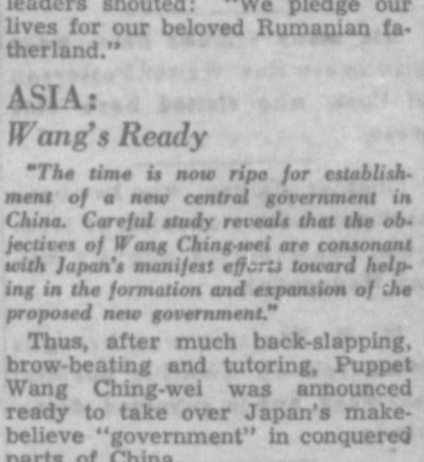 leaders shouted: "We pledge our
lives for our beloved Rumanian fa-
therland."
ASIA:
Wang's Ready
"The time is now ripe for establish-
ment of a new central government in
China. Careful study reveals that the ob-
jectives of Wang Ching-wei are consonant
with Japan's manifest efforts toward help-
ing in the formation and expansion of the
proposed new government."
Thus, after much back-slapping,
brow-beating and tutoring, Puppet
Wang Ching-wei was announced
ready to take over Japan's make-
believe "government" in conquered
parts of China.